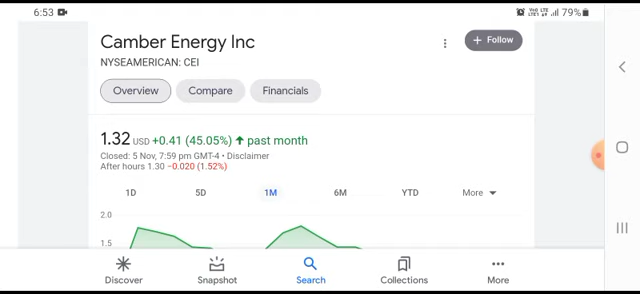 6:53
79%
Camber Energy Inc
+ Follow
NYSEAMERICAN: CEI
Overview
Compare
Financials
1.32 USD +0.41 (45.05%) ↑ past month
Closed: 5 Nov, 7:59 pm GMT-4 • Disclaimer
After hours 1.30 −0.020 (1.52%)
1D 5D 1M 6M YTD More
2.0
1.5
Discover Snapshot Search Collections More